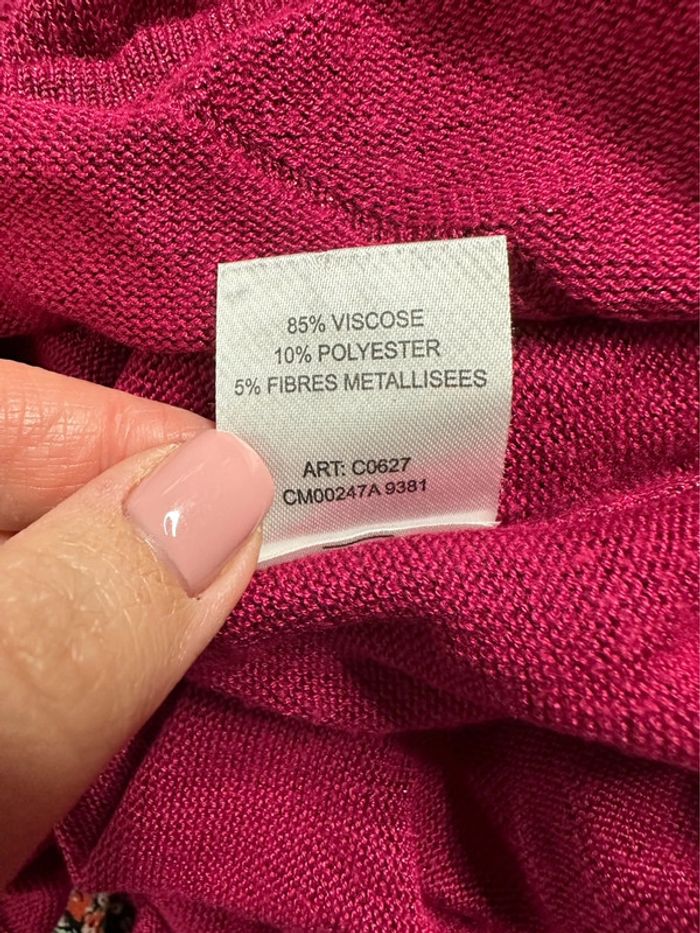 85% VISCOSE
10% POLYESTER
5% FIBRES METALLISEES
ART: C0627
CM00247A 9381